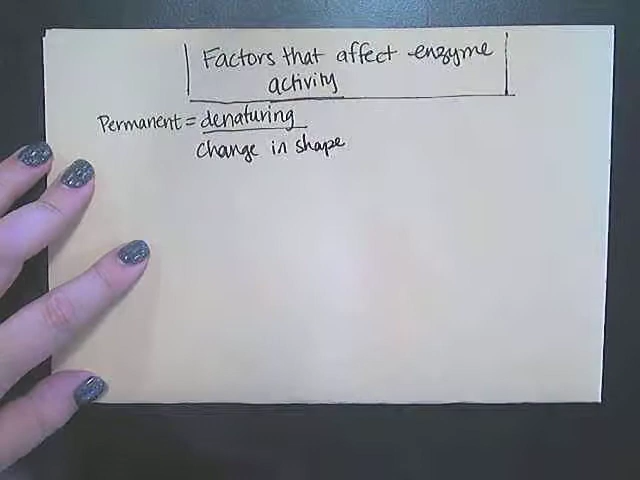 Factors that affect enzyme
activity
Permanent = denaturing
change in shape